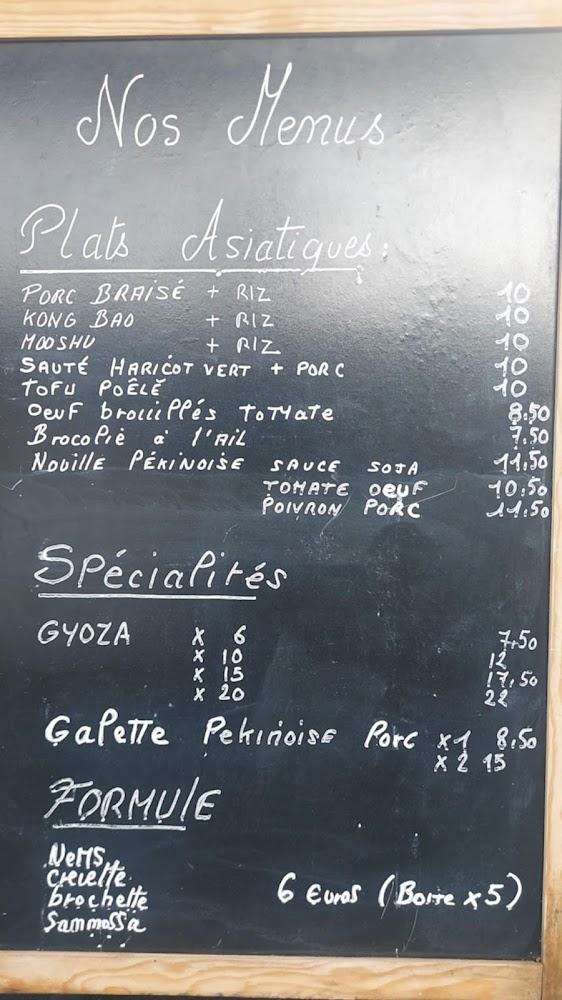 Nos Menus
Plats Asiatiques:
PORC BRAISÉ + RIZ 10
KONG BAO + RIZ 10
MOOSHU + RIZ 10
SAUTÉ HARICOT VERT + PORC 10
TOFU POÊLÉ 10
OEUF brouillés TOMATE 8.50
Brocolie à l'AIL 7.50
NOUILLE PÉKINOISE SAUCE SOJA 11.50
TOMATE OEUF 10.50
POIVRON PORC 11.50
Spécialités
GYOZA X 6 7.50
X 10 12
X 15 17.50
X 20 22
Galette Pekinoise Porc x1 8.50
x 2 15
FORMULE
Nems
Crevette
brochette
Sammossa
6 Euros (Boite x 5)